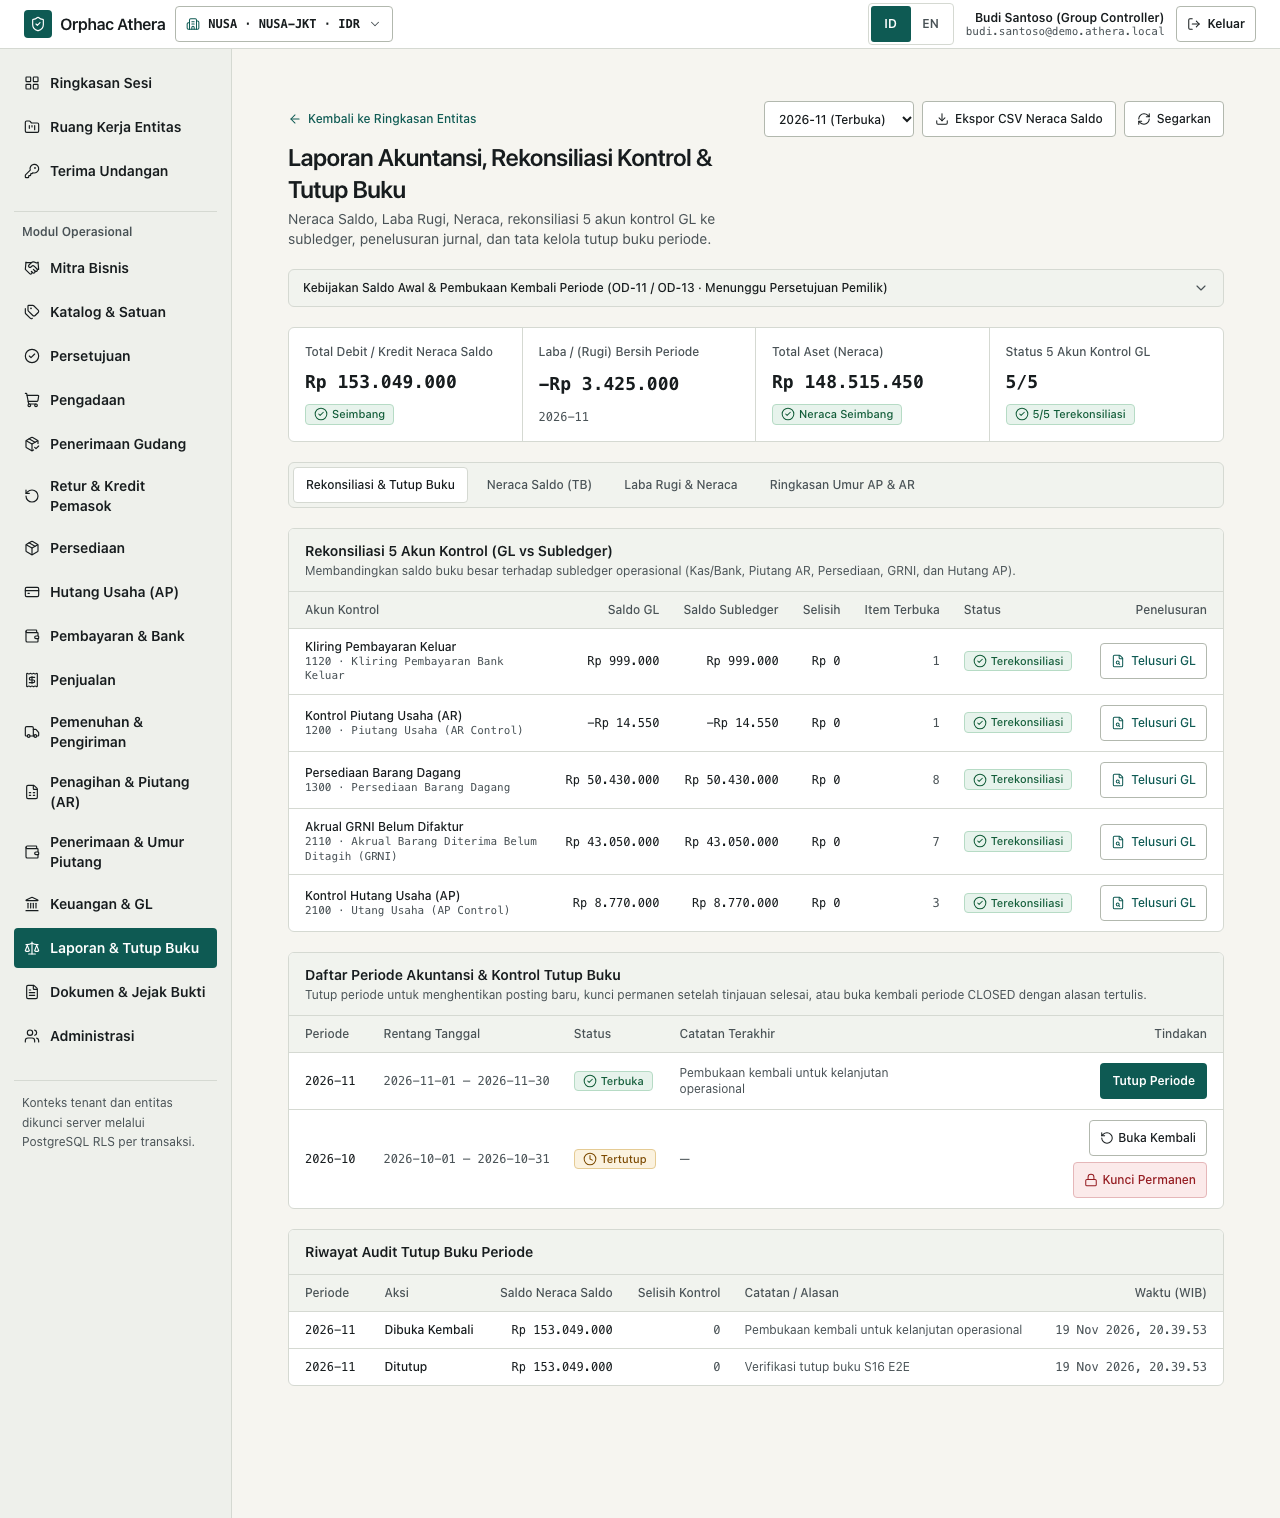 Orphac Athera
NUSA · NUSA–JKT · IDR
ID
EN
Budi Santoso (Group Controller)
budi.santoso@demo.athera.local
Keluar
Ringkasan Sesi
Ruang Kerja Entitas
Terima Undangan
Modul Operasional
Mitra Bisnis
Katalog & Satuan
Persetujuan
Pengadaan
Penerimaan Gudang
Retur & Kredit
Pemasok
Persediaan
Hutang Usaha (AP)
Pembayaran & Bank
Penjualan
Pemenuhan &
Pengiriman
Penagihan & Piutang
(AR)
Penerimaan & Umur
Piutang
Keuangan & GL
Laporan & Tutup Buku
Dokumen & Jejak Bukti
Administrasi
Konteks tenant dan entitas
dikunci server melalui
PostgreSQL RLS per transaksi.
Kembali ke Ringkasan Entitas
2026-11 (Terbuka)
Ekspor CSV Neraca Saldo
Segarkan
Laporan Akuntansi, Rekonsiliasi Kontrol &
Tutup Buku
Neraca Saldo, Laba Rugi, Neraca, rekonsiliasi 5 akun kontrol GL ke
subledger, penelusuran jurnal, dan tata kelola tutup buku periode.
Kebijakan Saldo Awal & Pembukaan Kembali Periode (OD-11 / OD-13 · Menunggu Persetujuan Pemilik)
Total Debit / Kredit Neraca Saldo
Rp 153.049.000
Seimbang
Laba / (Rugi) Bersih Periode
−Rp 3.425.000
2026–11
Total Aset (Neraca)
Rp 148.515.450
Neraca Seimbang
Status 5 Akun Kontrol GL
5/5
5/5 Terekonsiliasi
Rekonsiliasi & Tutup Buku
Neraca Saldo (TB)
Laba Rugi & Neraca
Ringkasan Umur AP & AR
Rekonsiliasi 5 Akun Kontrol (GL vs Subledger)
Membandingkan saldo buku besar terhadap subledger operasional (Kas/Bank, Piutang AR, Persediaan, GRNI, dan Hutang AP).
Akun Kontrol Saldo GL Saldo Subledger Selisih Item Terbuka Status Penelusuran
Kliring Pembayaran Keluar
1120 · Kliring Pembayaran Bank
Keluar
Rp 999.000 Rp 999.000 Rp 0 1 Terekonsiliasi Telusuri GL
Kontrol Piutang Usaha (AR)
1200 · Piutang Usaha (AR Control)
−Rp 14.550 −Rp 14.550 Rp 0 1 Terekonsiliasi Telusuri GL
Persediaan Barang Dagang
1300 · Persediaan Barang Dagang
Rp 50.430.000 Rp 50.430.000 Rp 0 8 Terekonsiliasi Telusuri GL
Akrual GRNI Belum Difaktur
2110 · Akrual Barang Diterima Belum
Ditagih (GRNI)
Rp 43.050.000 Rp 43.050.000 Rp 0 7 Terekonsiliasi Telusuri GL
Kontrol Hutang Usaha (AP)
2100 · Utang Usaha (AP Control)
Rp 8.770.000 Rp 8.770.000 Rp 0 3 Terekonsiliasi Telusuri GL
Daftar Periode Akuntansi & Kontrol Tutup Buku
Tutup periode untuk menghentikan posting baru, kunci permanen setelah tinjauan selesai, atau buka kembali periode CLOSED dengan alasan tertulis.
Periode Rentang Tanggal Status Catatan Terakhir Tindakan
2026–11 2026–11–01 — 2026–11–30 Terbuka
Pembukaan kembali untuk kelanjutan
operasional
Tutup Periode
2026–10 2026–10–01 — 2026–10–31 Tertutup —
Buka Kembali
Kunci Permanen
Riwayat Audit Tutup Buku Periode
Periode Aksi Saldo Neraca Saldo Selisih Kontrol Catatan / Alasan Waktu (WIB)
2026–11 Dibuka Kembali Rp 153.049.000 0 Pembukaan kembali untuk kelanjutan operasional 19 Nov 2026, 20.39.53
2026–11 Ditutup Rp 153.049.000 0 Verifikasi tutup buku S16 E2E 19 Nov 2026, 20.39.53